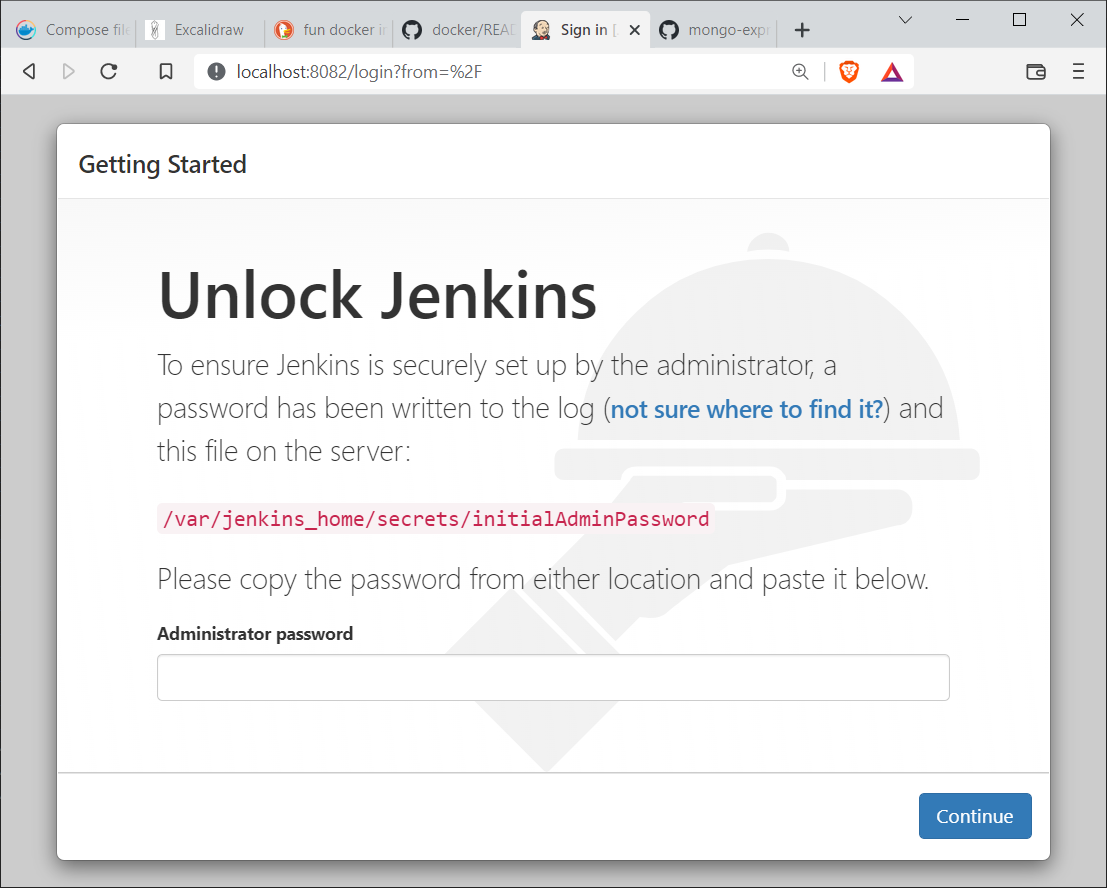 Compose file
Excalidraw
fun docker i
docker/READ
Sign in [
mongo-expr
localhost:8082/login?from=%2F
Getting Started
Unlock Jenkins
To ensure Jenkins is securely set up by the administrator, a
password has been written to the log (not sure where to find it?) and
this file on the server:
/var/jenkins_home/secrets/initialAdminPassword
Please copy the password from either location and paste it below.
Administrator password
Continue